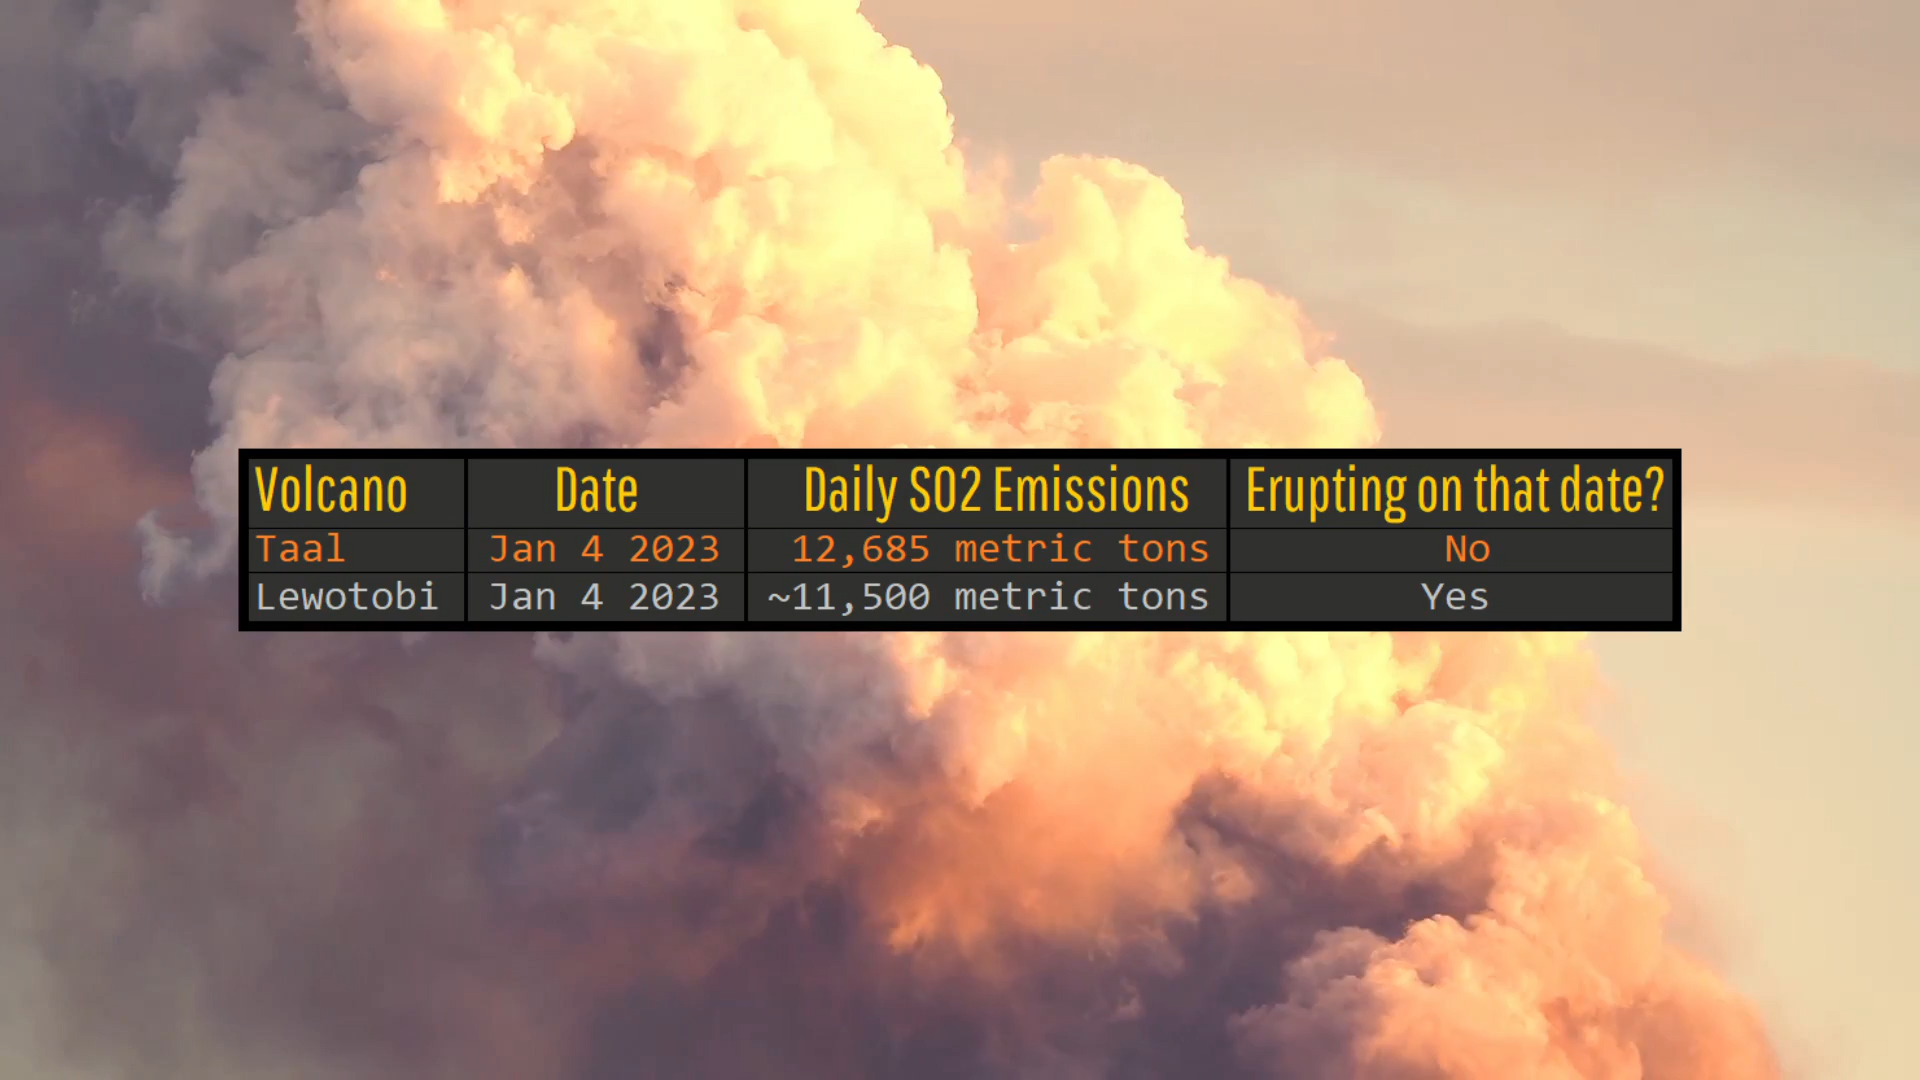 Volcano Date Daily SO2 Emissions Erupting on that date?
Taal Jan 4 2023 12,685 metric tons No
Lewotobi Jan 4 2023 ~11,500 metric tons Yes